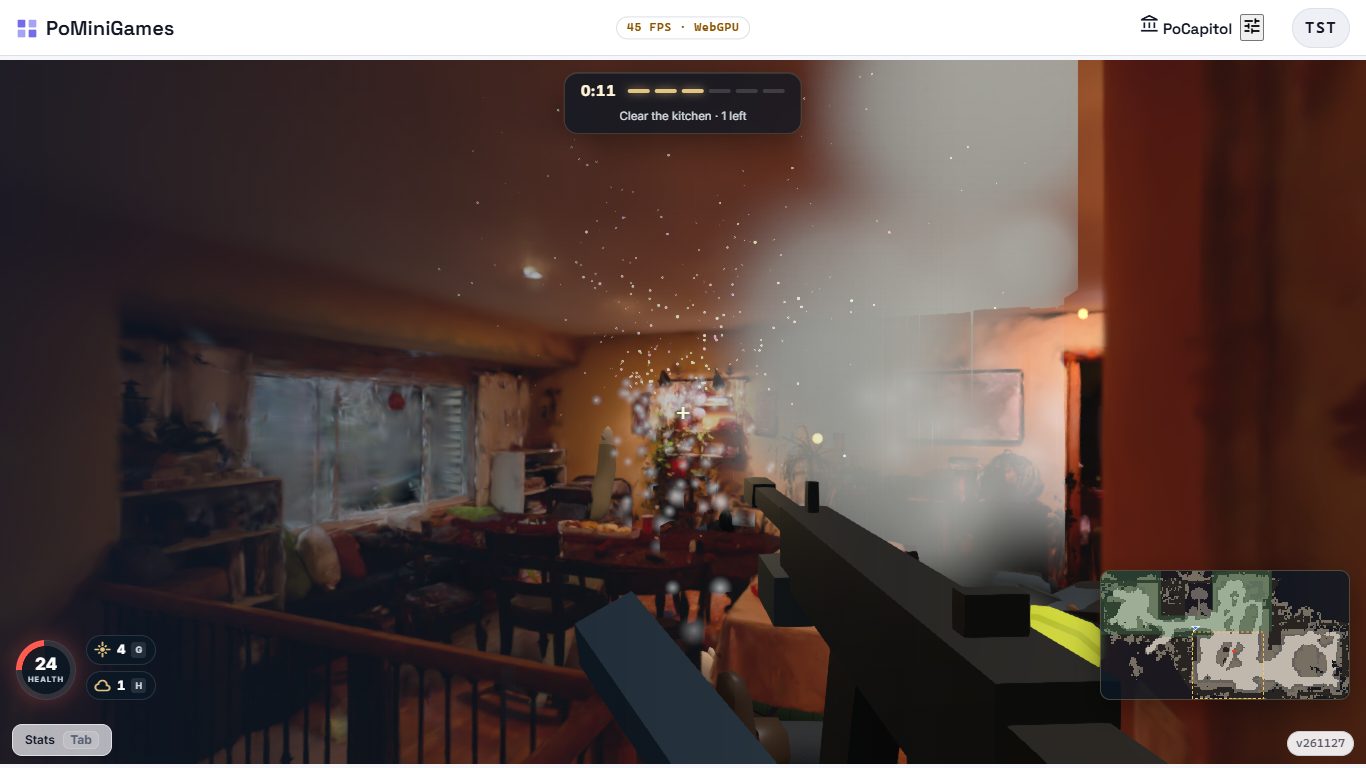 PoMiniGames
45 FPS · WebGPU
PoCapitol
TST
0:11
Clear the kitchen · 1 left
24
HEALTH
4 G
1 H
Stats Tab
v261127